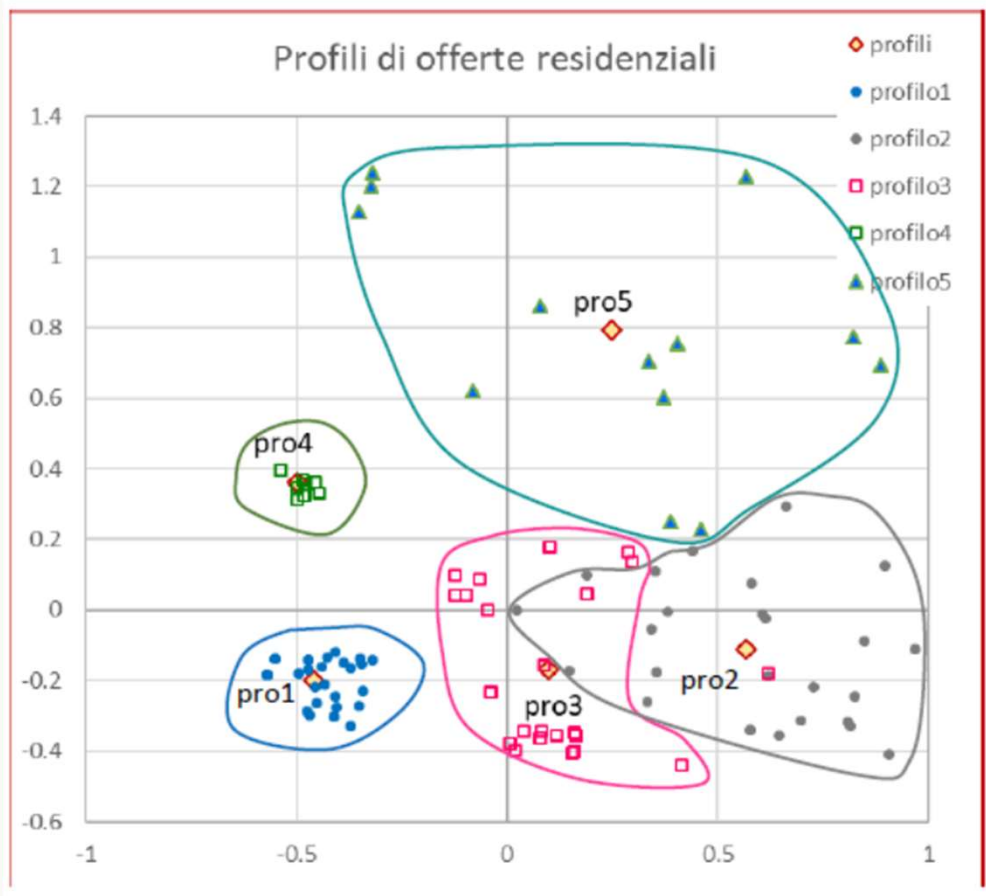 Profili di offerte residenziali
profili
profilo1
profilo2
profilo3
profilo4
profilo5
1.4
1.2
1
0.8
0.6
0.4
0.2
0
-0.2
-0.4
-0.6
-1
-0.5
0
0.5
1
pro5
pro4
pro1
pro2
pro3